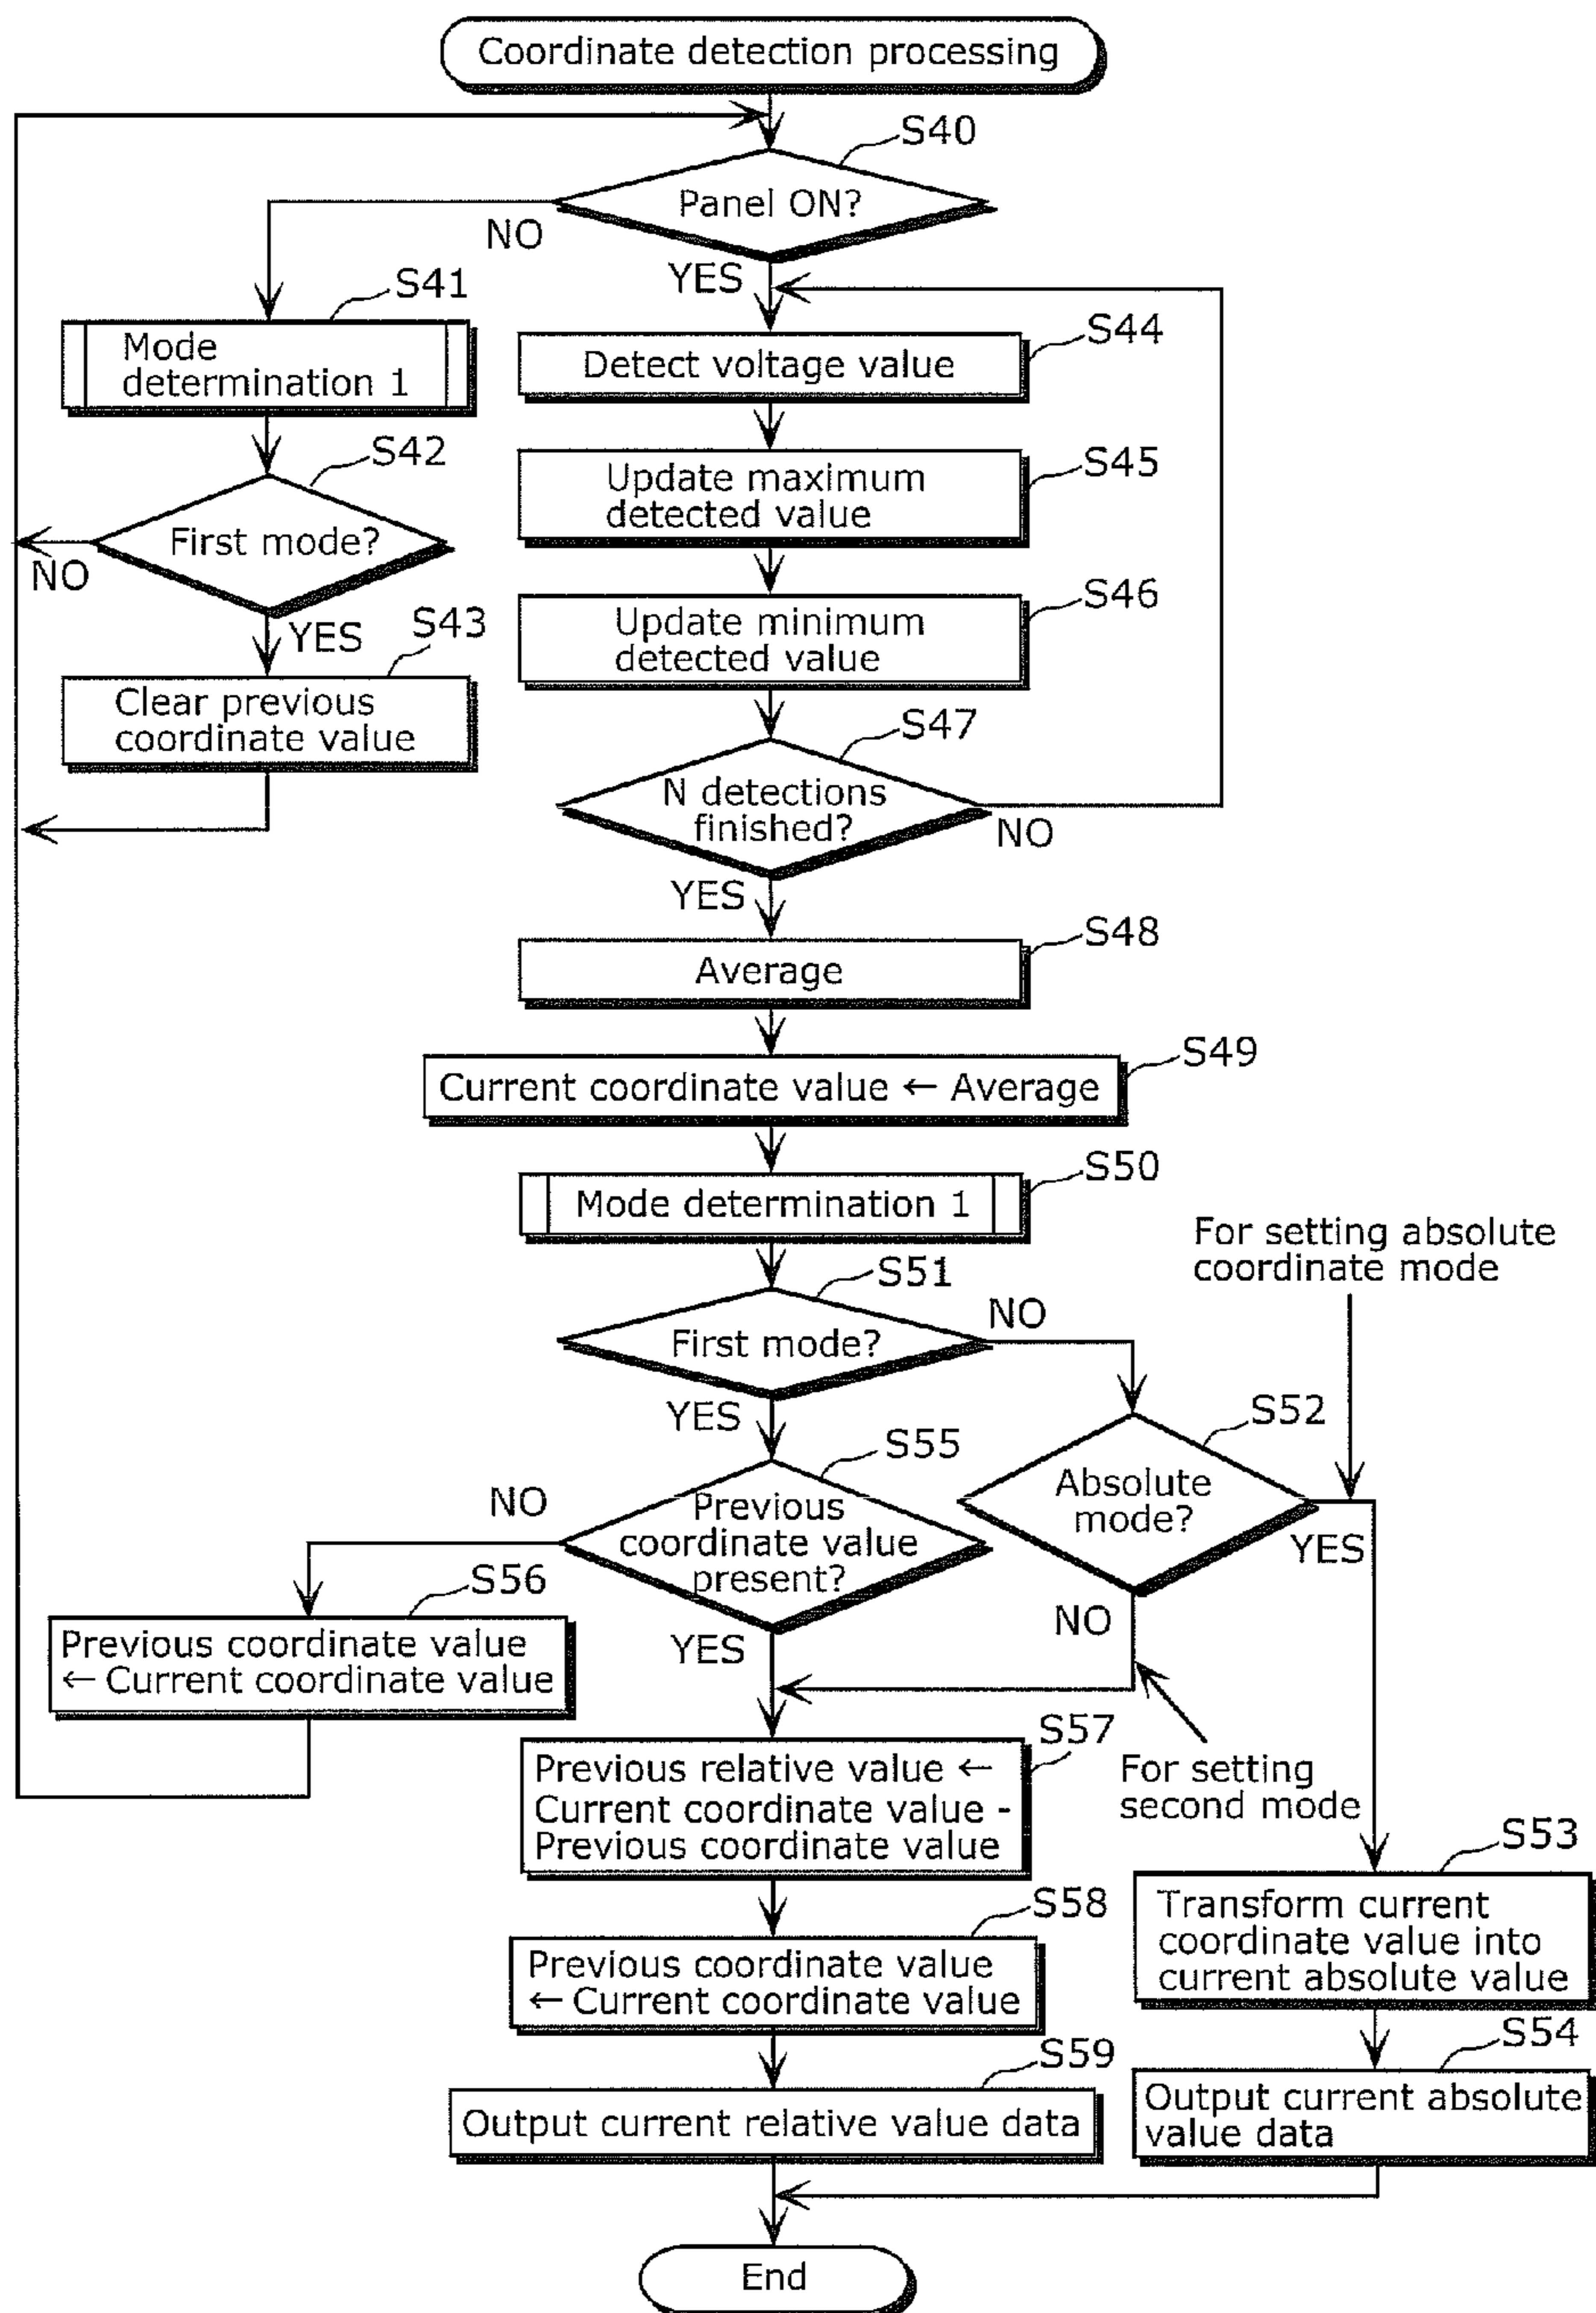 Coordinate detection processing
S40
Panel ON?
NO
YES
S41
Mode
determination 1
S42
First mode?
NO
YES
S43
Clear previous
coordinate value
S44
Detect voltage value
S45
Update maximum
detected value
S46
Update minimum
detected value
S47
N detections
finished?
NO
YES
S48
Average
S49
Current coordinate value ← Average
S50
Mode determination 1
For setting absolute
coordinate mode
S51
First mode?
NO
YES
S52
Absolute
mode?
YES
NO
S55
Previous
coordinate value
present?
NO
YES
S56
Previous coordinate value
← Current coordinate value
For setting
second mode
S57
Previous relative value ←
Current coordinate value -
Previous coordinate value
S53
Transform current
coordinate value into
current absolute value
S58
Previous coordinate value
← Current coordinate value
S54
Output current absolute
value data
S59
Output current relative value data
End